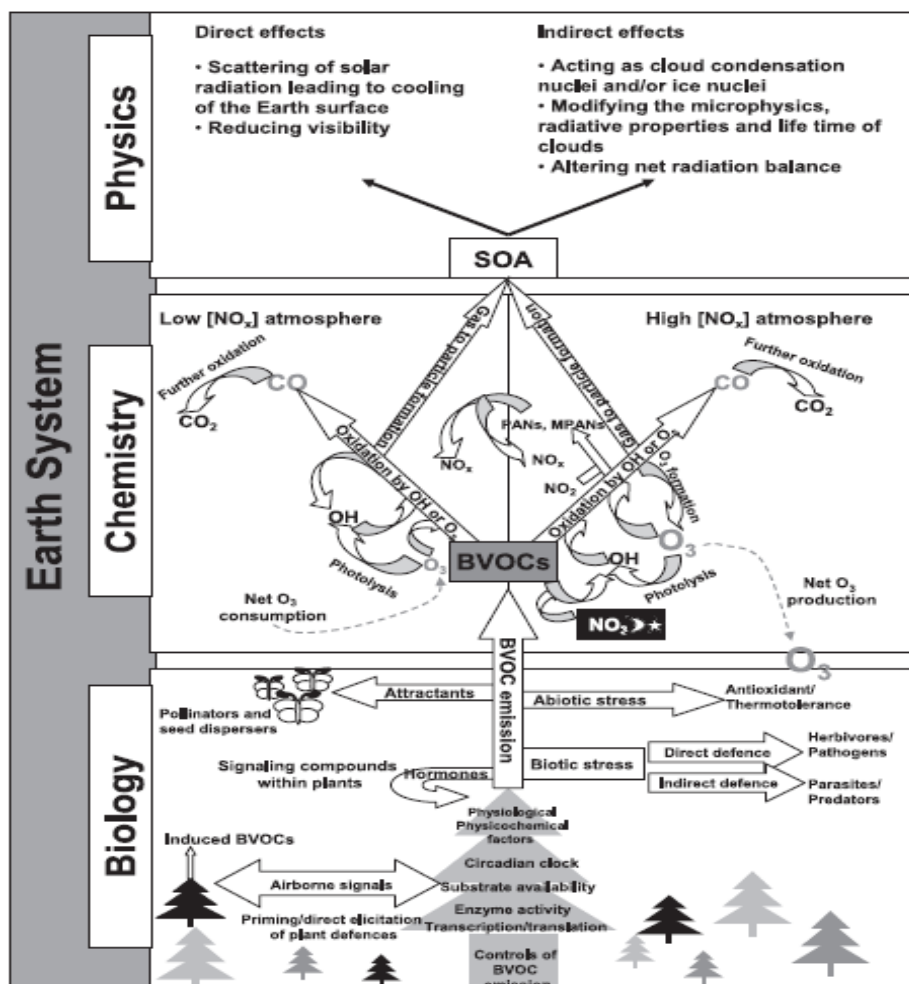 Earth System
Physics
Direct effects
• Scattering of solar
radiation leading to cooling
of the Earth surface
• Reducing visibility
Indirect effects
• Acting as cloud condensation
nuclei and/or ice nuclei
• Modifying the microphysics,
radiative properties and life time of
clouds
• Altering net radiation balance
SOA
Chemistry
Low [NOx] atmosphere
High [NOx] atmosphere
Further oxidation
CO
CO2
Gas to particle formation
Oxidation by OH or O3
NOx
NOx
PANs, MPANs
NO2
Gas to particle formation
Oxidation by OH or O3
O3 formation
CO
Further oxidation
CO2
OH
O3
Photolysis
Net O3
consumption
BVOCs
OH
O3
Photolysis
NO2
Net O3
production
O3
Biology
BVOC emission
Attractants
Pollinators and
seed dispersers
Abiotic stress
Antioxidant/
Thermotolerance
Signaling compounds
within plants
Hormones
Biotic stress
Direct defence
Herbivores/
Pathogens
Indirect defence
Parasites/
Predators
Physiological
Physicochemical
factors
Induced BVOCs
Airborne signals
Priming/direct elicitation
of plant defences
Circadian clock
Substrate availability
Enzyme activity
Transcription/translation
Controls of
BVOC
emission